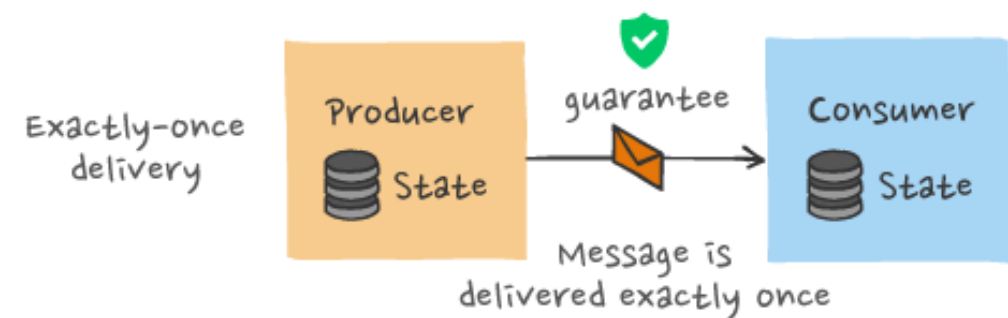 Exactly-once
delivery
Producer
State
guarantee
Message is
delivered exactly once
Consumer
State